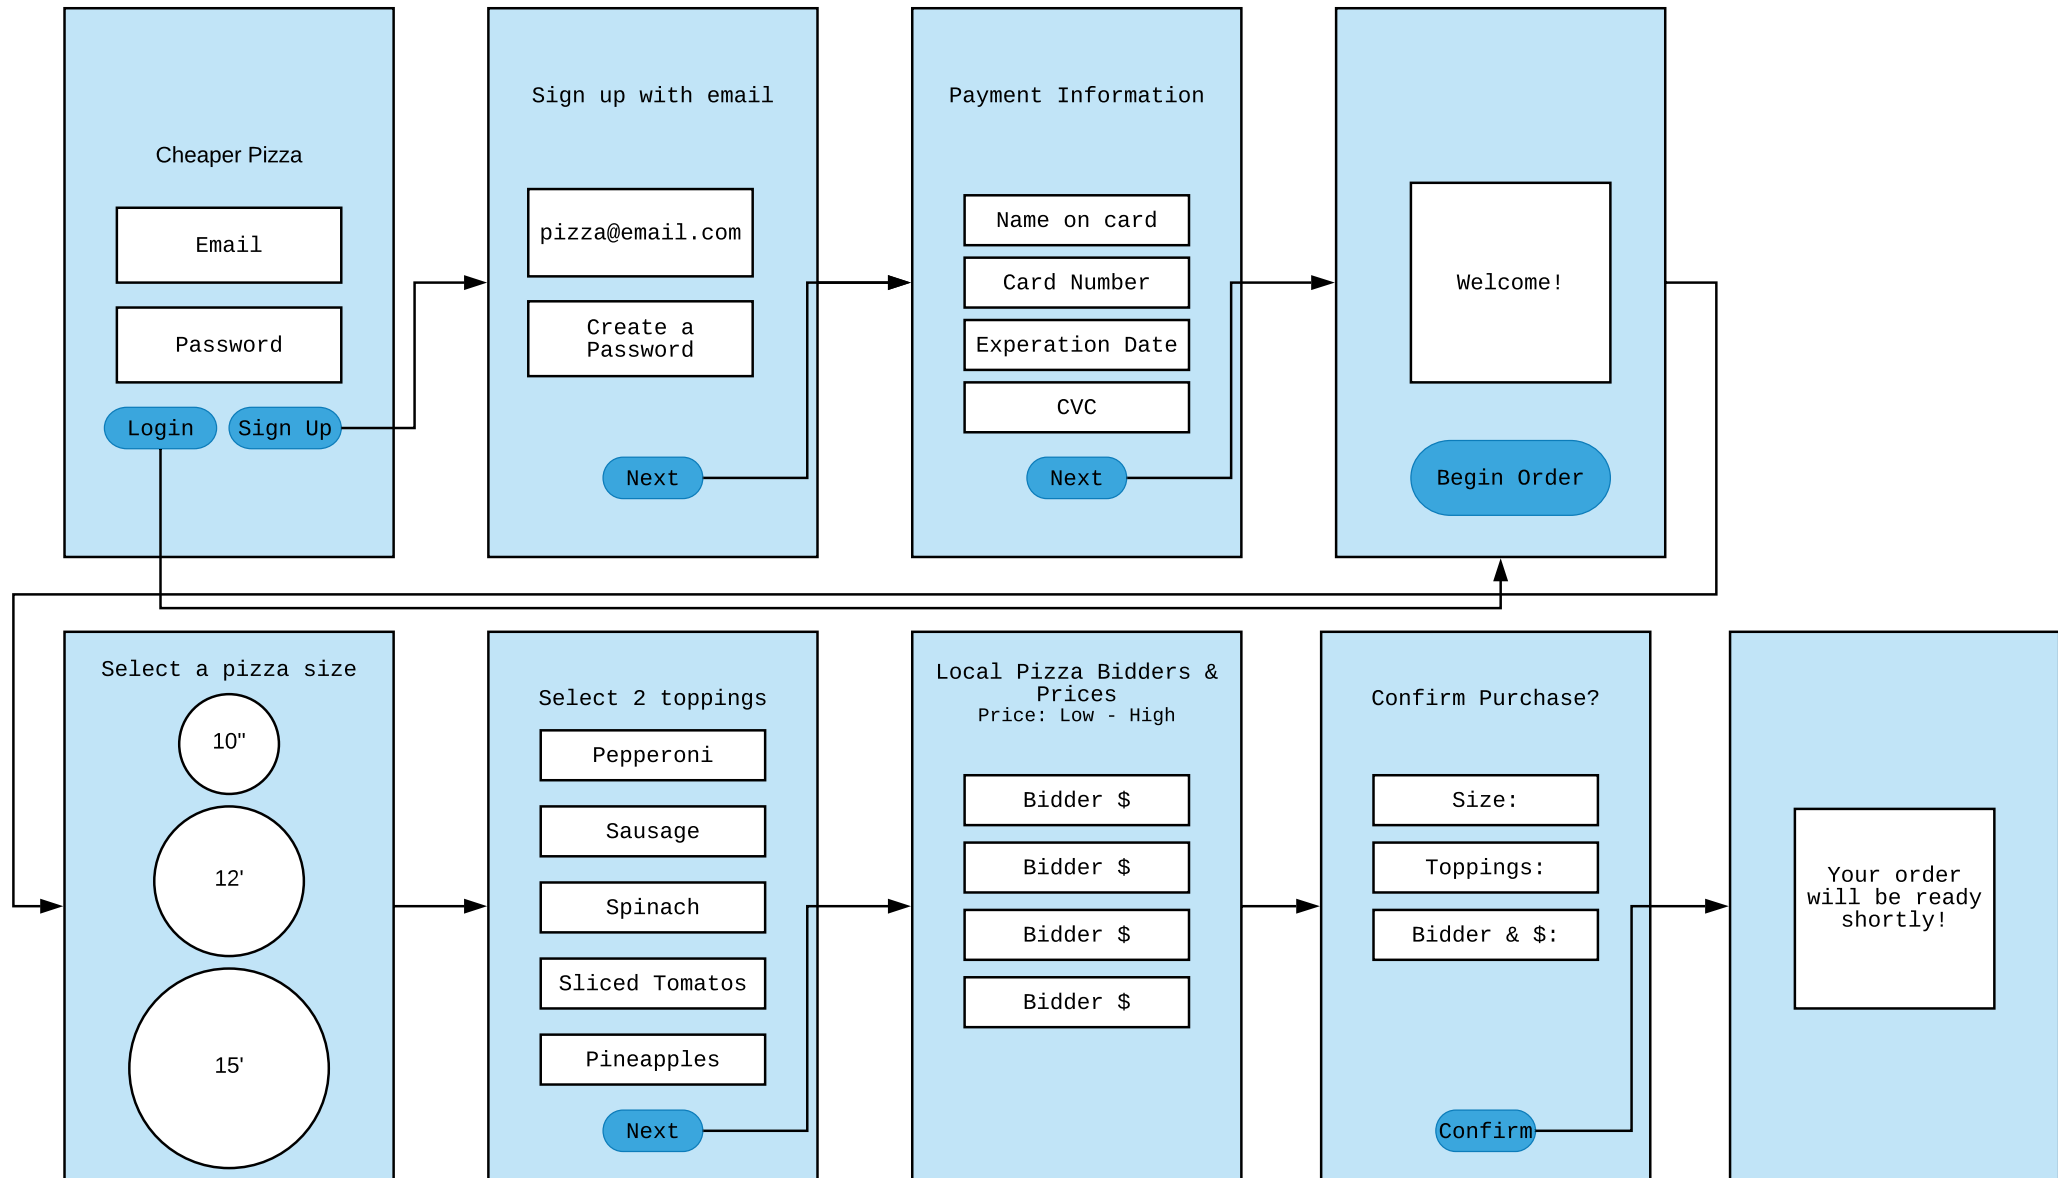 Cheaper Pizza
Email
Password
Login
Sign Up
Sign up with email
pizza@email.com
Create a
Password
Next
Payment Information
Name on card
Card Number
Experation Date
CVC
Next
Welcome!
Begin Order
Select a pizza size
10"
12'
15'
Select 2 toppings
Pepperoni
Sausage
Spinach
Sliced Tomatos
Pineapples
Next
Local Pizza Bidders &
Prices
Price: Low - High
Bidder $
Bidder $
Bidder $
Bidder $
Confirm Purchase?
Size:
Toppings:
Bidder & $:
Confirm
Your order
will be ready
shortly!